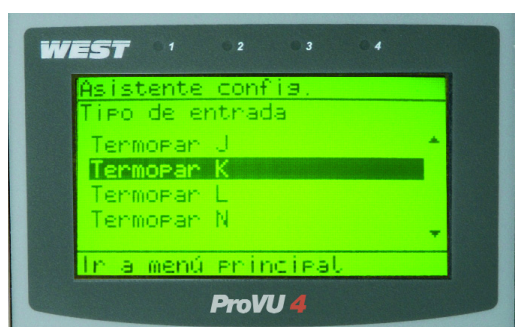 WEST 1 2 3 4
Asistente config.
Tipo de entrada
Termopar J
Termopar K
Termopar L
Termopar N
Ir a menú principal
ProVU 4